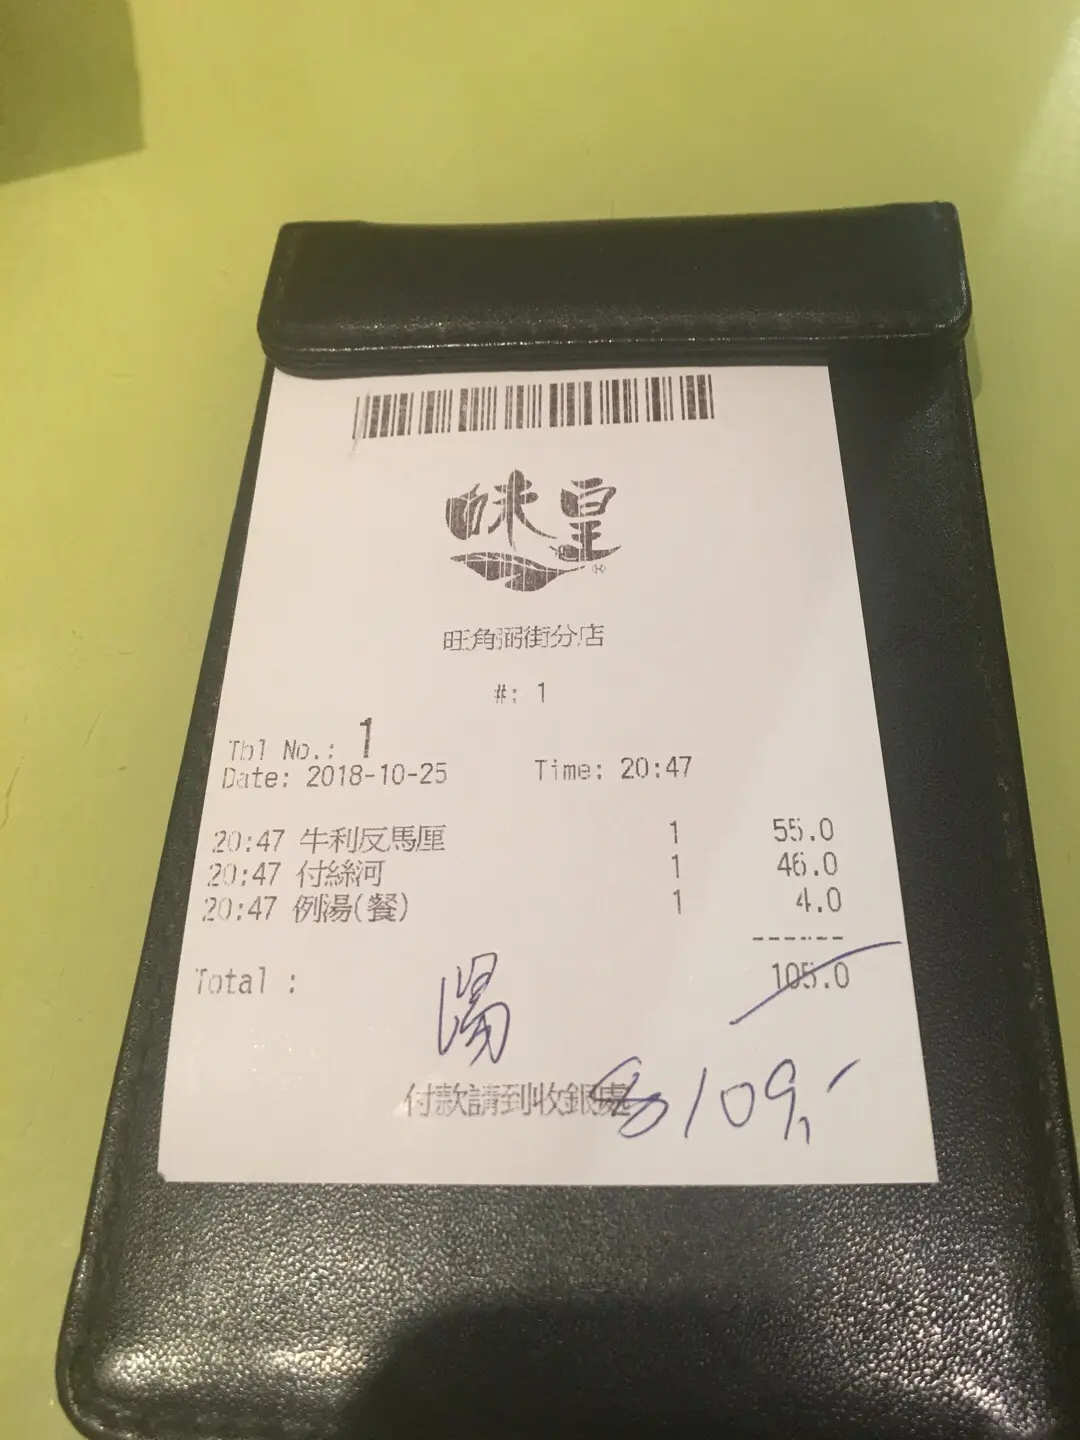 味皇
旺角弼街分店
#: 1
Tbl No.: 1
Date: 2018-10-25 Time: 20:47
20:47 牛利反馬厘 1 55.0
20:47 付絲河 1 46.0
20:47 例湯(餐) 1 4.0
------
Total : 105.0
湯
付款請到收銀處
109.-